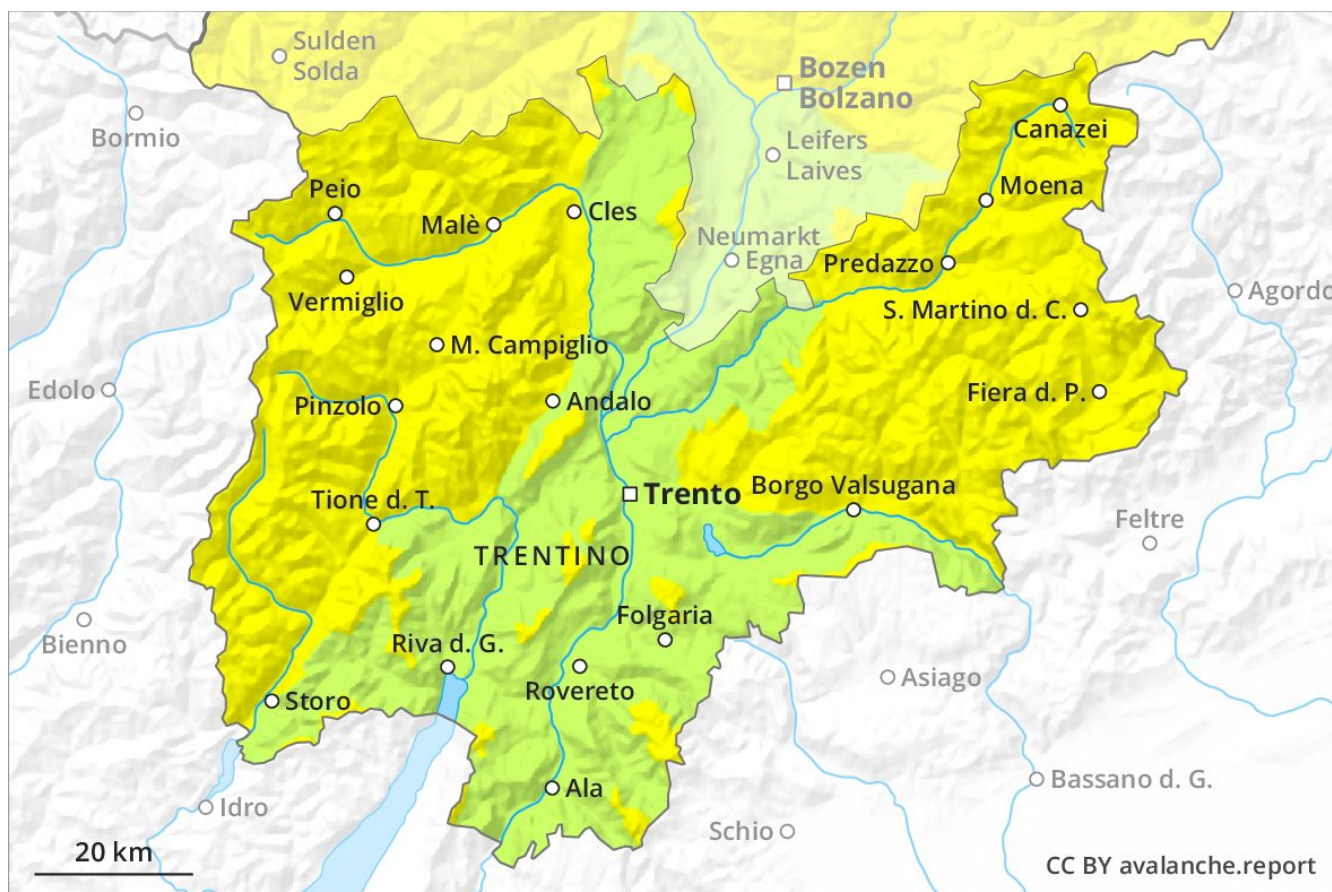 Sulden
Solda
Bozen
Bolzano
Canazei
Bormio
Leifers
Laives
Peio
Malè
Cles
Moena
Neumarkt
Egna
Predazzo
Vermiglio
Agordo
S. Martino d. C.
M. Campiglio
Edolo
Pinzolo
Andalo
Fiera d. P.
Tione d. T.
Trento
Borgo Valsugana
Feltre
TRENTINO
Bienno
Folgaria
Riva d. G.
Asiago
Rovereto
Storo
Bassano d. G.
Ala
Idro
Schio
20 km
CC BY avalanche.report